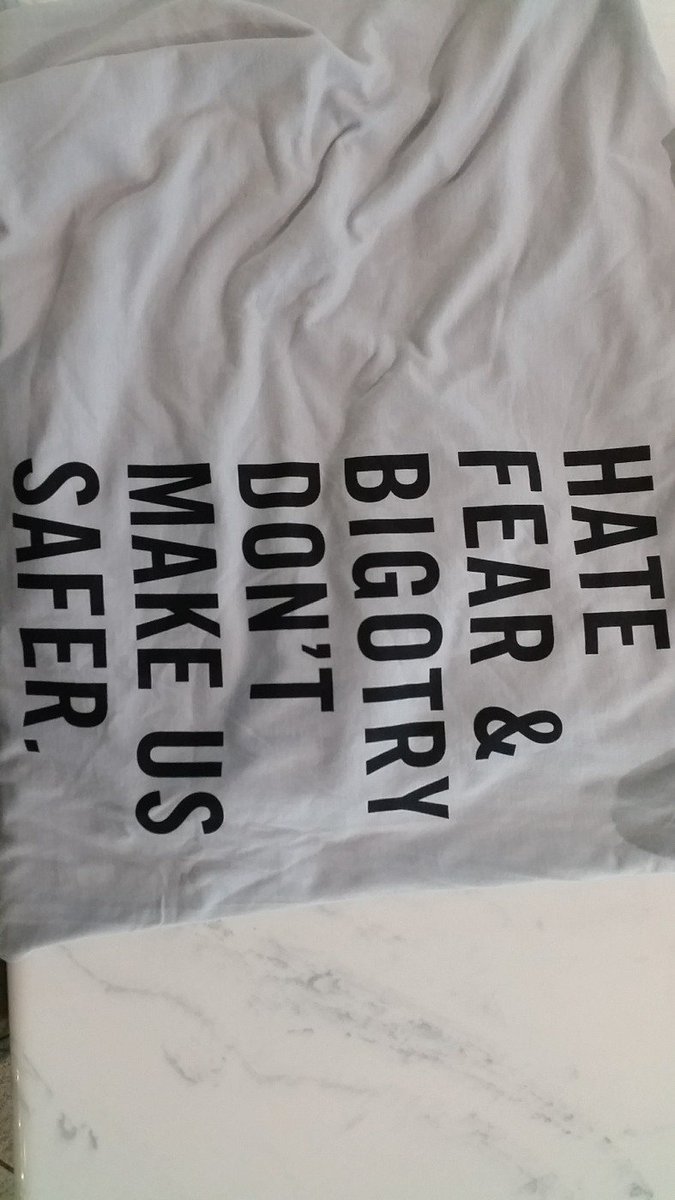 HATE
FEAR &
BIGOTRY
DON'T
MAKE US
SAFER.